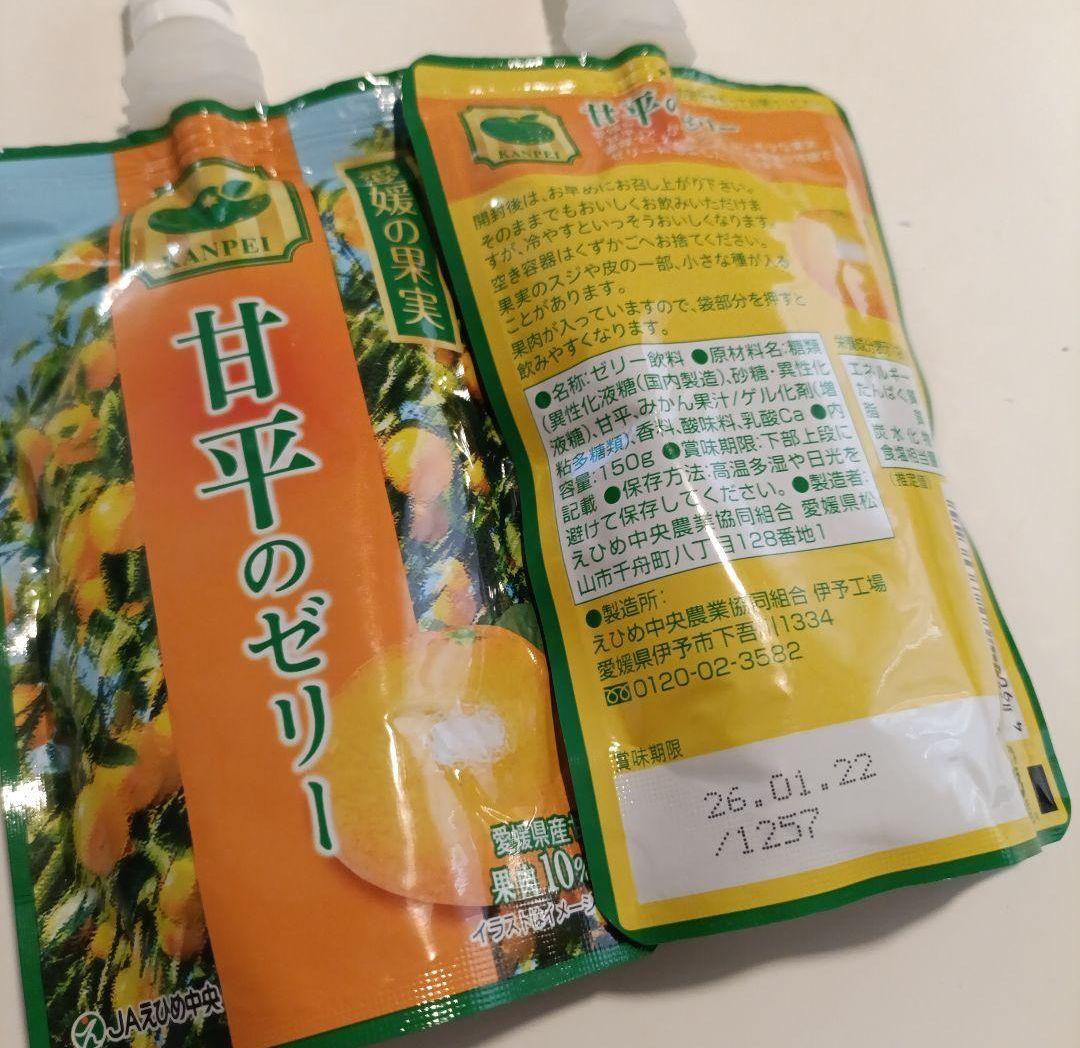 KANPEI
愛媛の果実
甘平のゼリー
愛媛県産
果肉10%
イラストはイメージ
JAえひめ中央
KANPEI
甘平の
ゼリー
開封後は、お早めにお召し上がり下さい。
そのままでもおいしくお飲みいただけま
すが、冷やすといっそうおいしくなります。
空き容器はくずかごへお捨てください。
果実のスジや皮の一部、小さな種が入る
ことがあります。
果肉が入っていますので、袋部分を押すと
飲みやすくなります。
●名称:ゼリー飲料 ●原材料名:糖類
(異性化液糖(国内製造)、砂糖・異性化
液糖)、甘平、みかん果汁/ゲル化剤(増
粘多糖類)、香料、酸味料、乳酸Ca ●内
容量:150g ●賞味期限:下部上段に
記載 ●保存方法:高温多湿や日光を
避けて保存してください。 ●製造者:
えひめ中央農業協同組合 愛媛県松
山市千舟町八丁目128番地1
エネルギー
たんぱく質
脂質
炭水化物
食塩相当量
(推定値)
●製造所:
えひめ中央農業協同組合 伊予工場
愛媛県伊予市下吾川1334
0120-02-3582
賞味期限
26.01.22
/1257